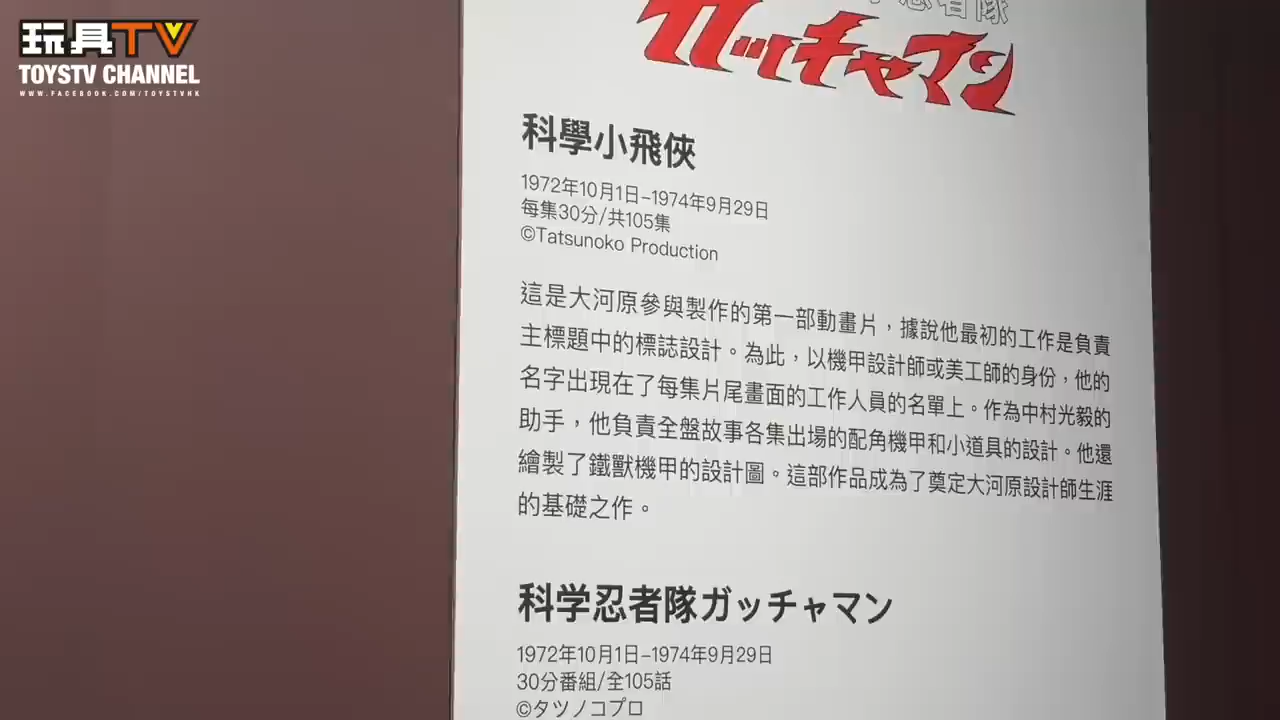 玩具TV
TOYSTV CHANNEL
WWW.FACEBOOK.COM/TOYSTVHK
忍者隊
ガッチャマン
科學小飛俠
1972年10月1日–1974年9月29日
每集30分/共105集
©Tatsunoko Production
這是大河原參與製作的第一部動畫片，據說他最初的工作是負責
主標題中的標誌設計。為此，以機甲設計師或美工師的身份，他的
名字出現在了每集片尾畫面的工作人員的名單上。作為中村光毅的
助手，他負責全盤故事各集出場的配角機甲和小道具的設計。他還
繪製了鐵獸機甲的設計圖。這部作品成為了奠定大河原設計師生涯
的基礎之作。
科学忍者隊ガッチャマン
1972年10月1日–1974年9月29日
30分番組/全105話
©タツノコプロ